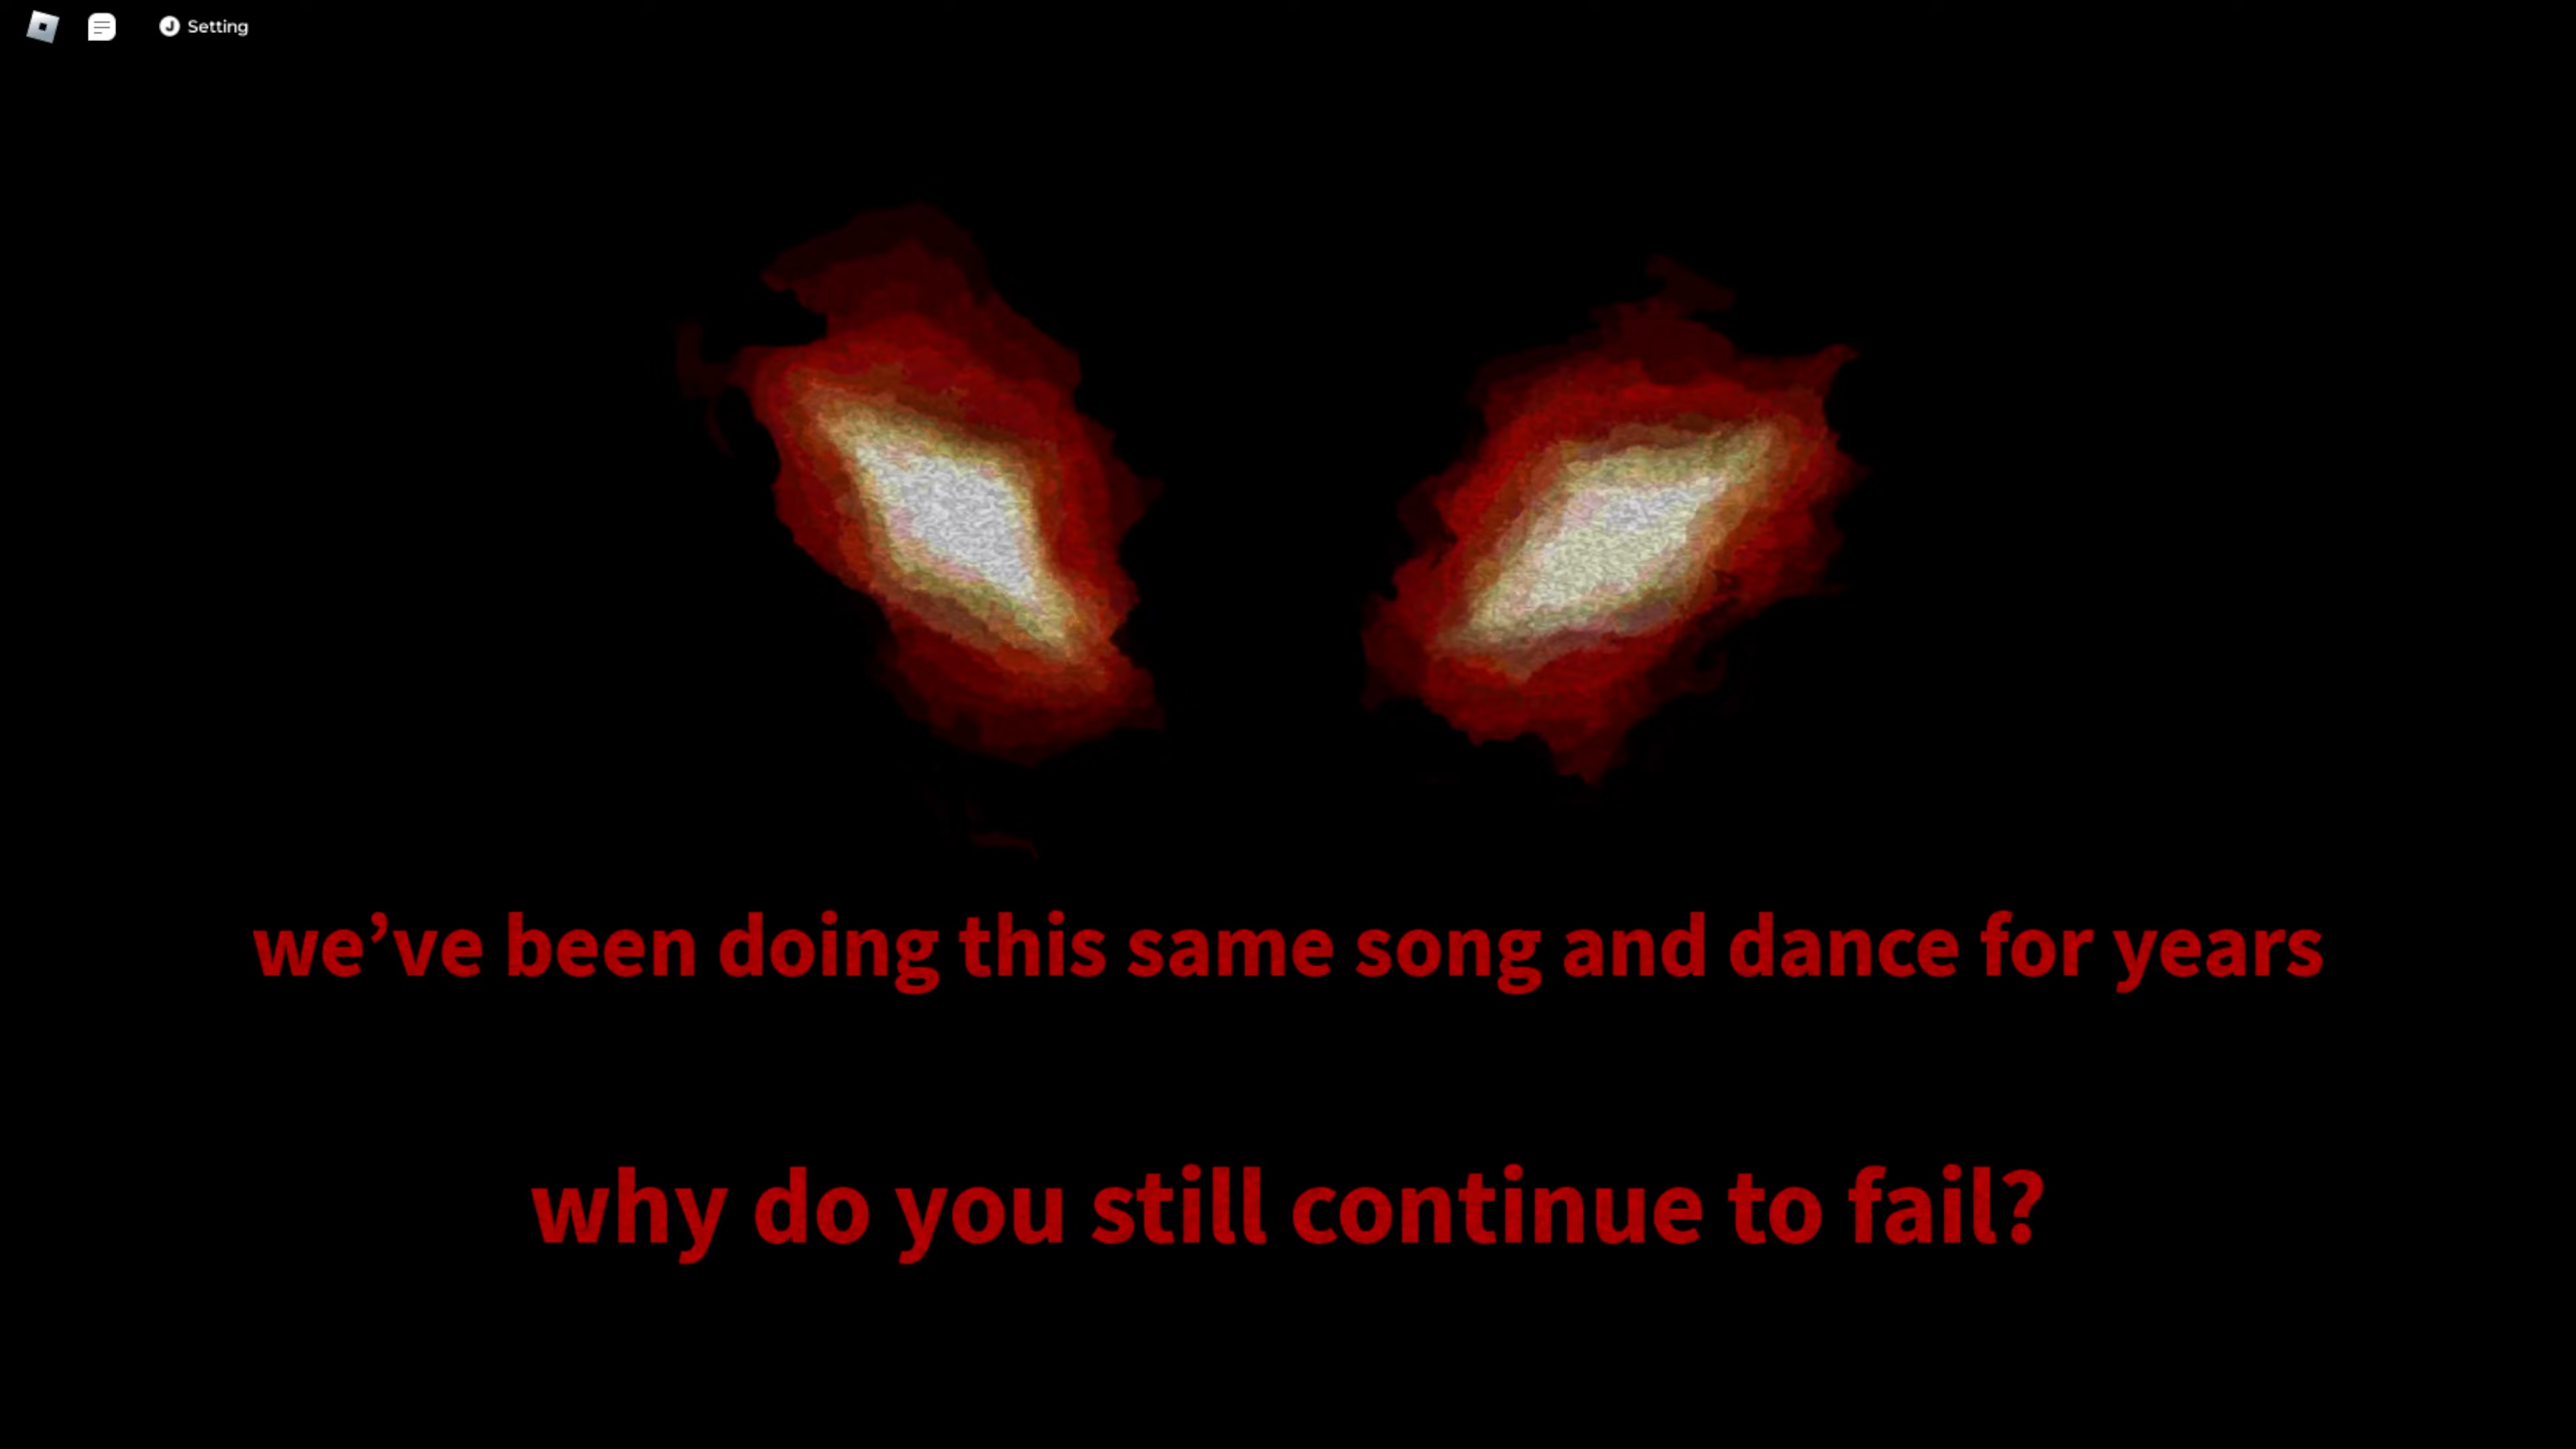 J Setting
we’ve been doing this same song and dance for years
why do you still continue to fail?